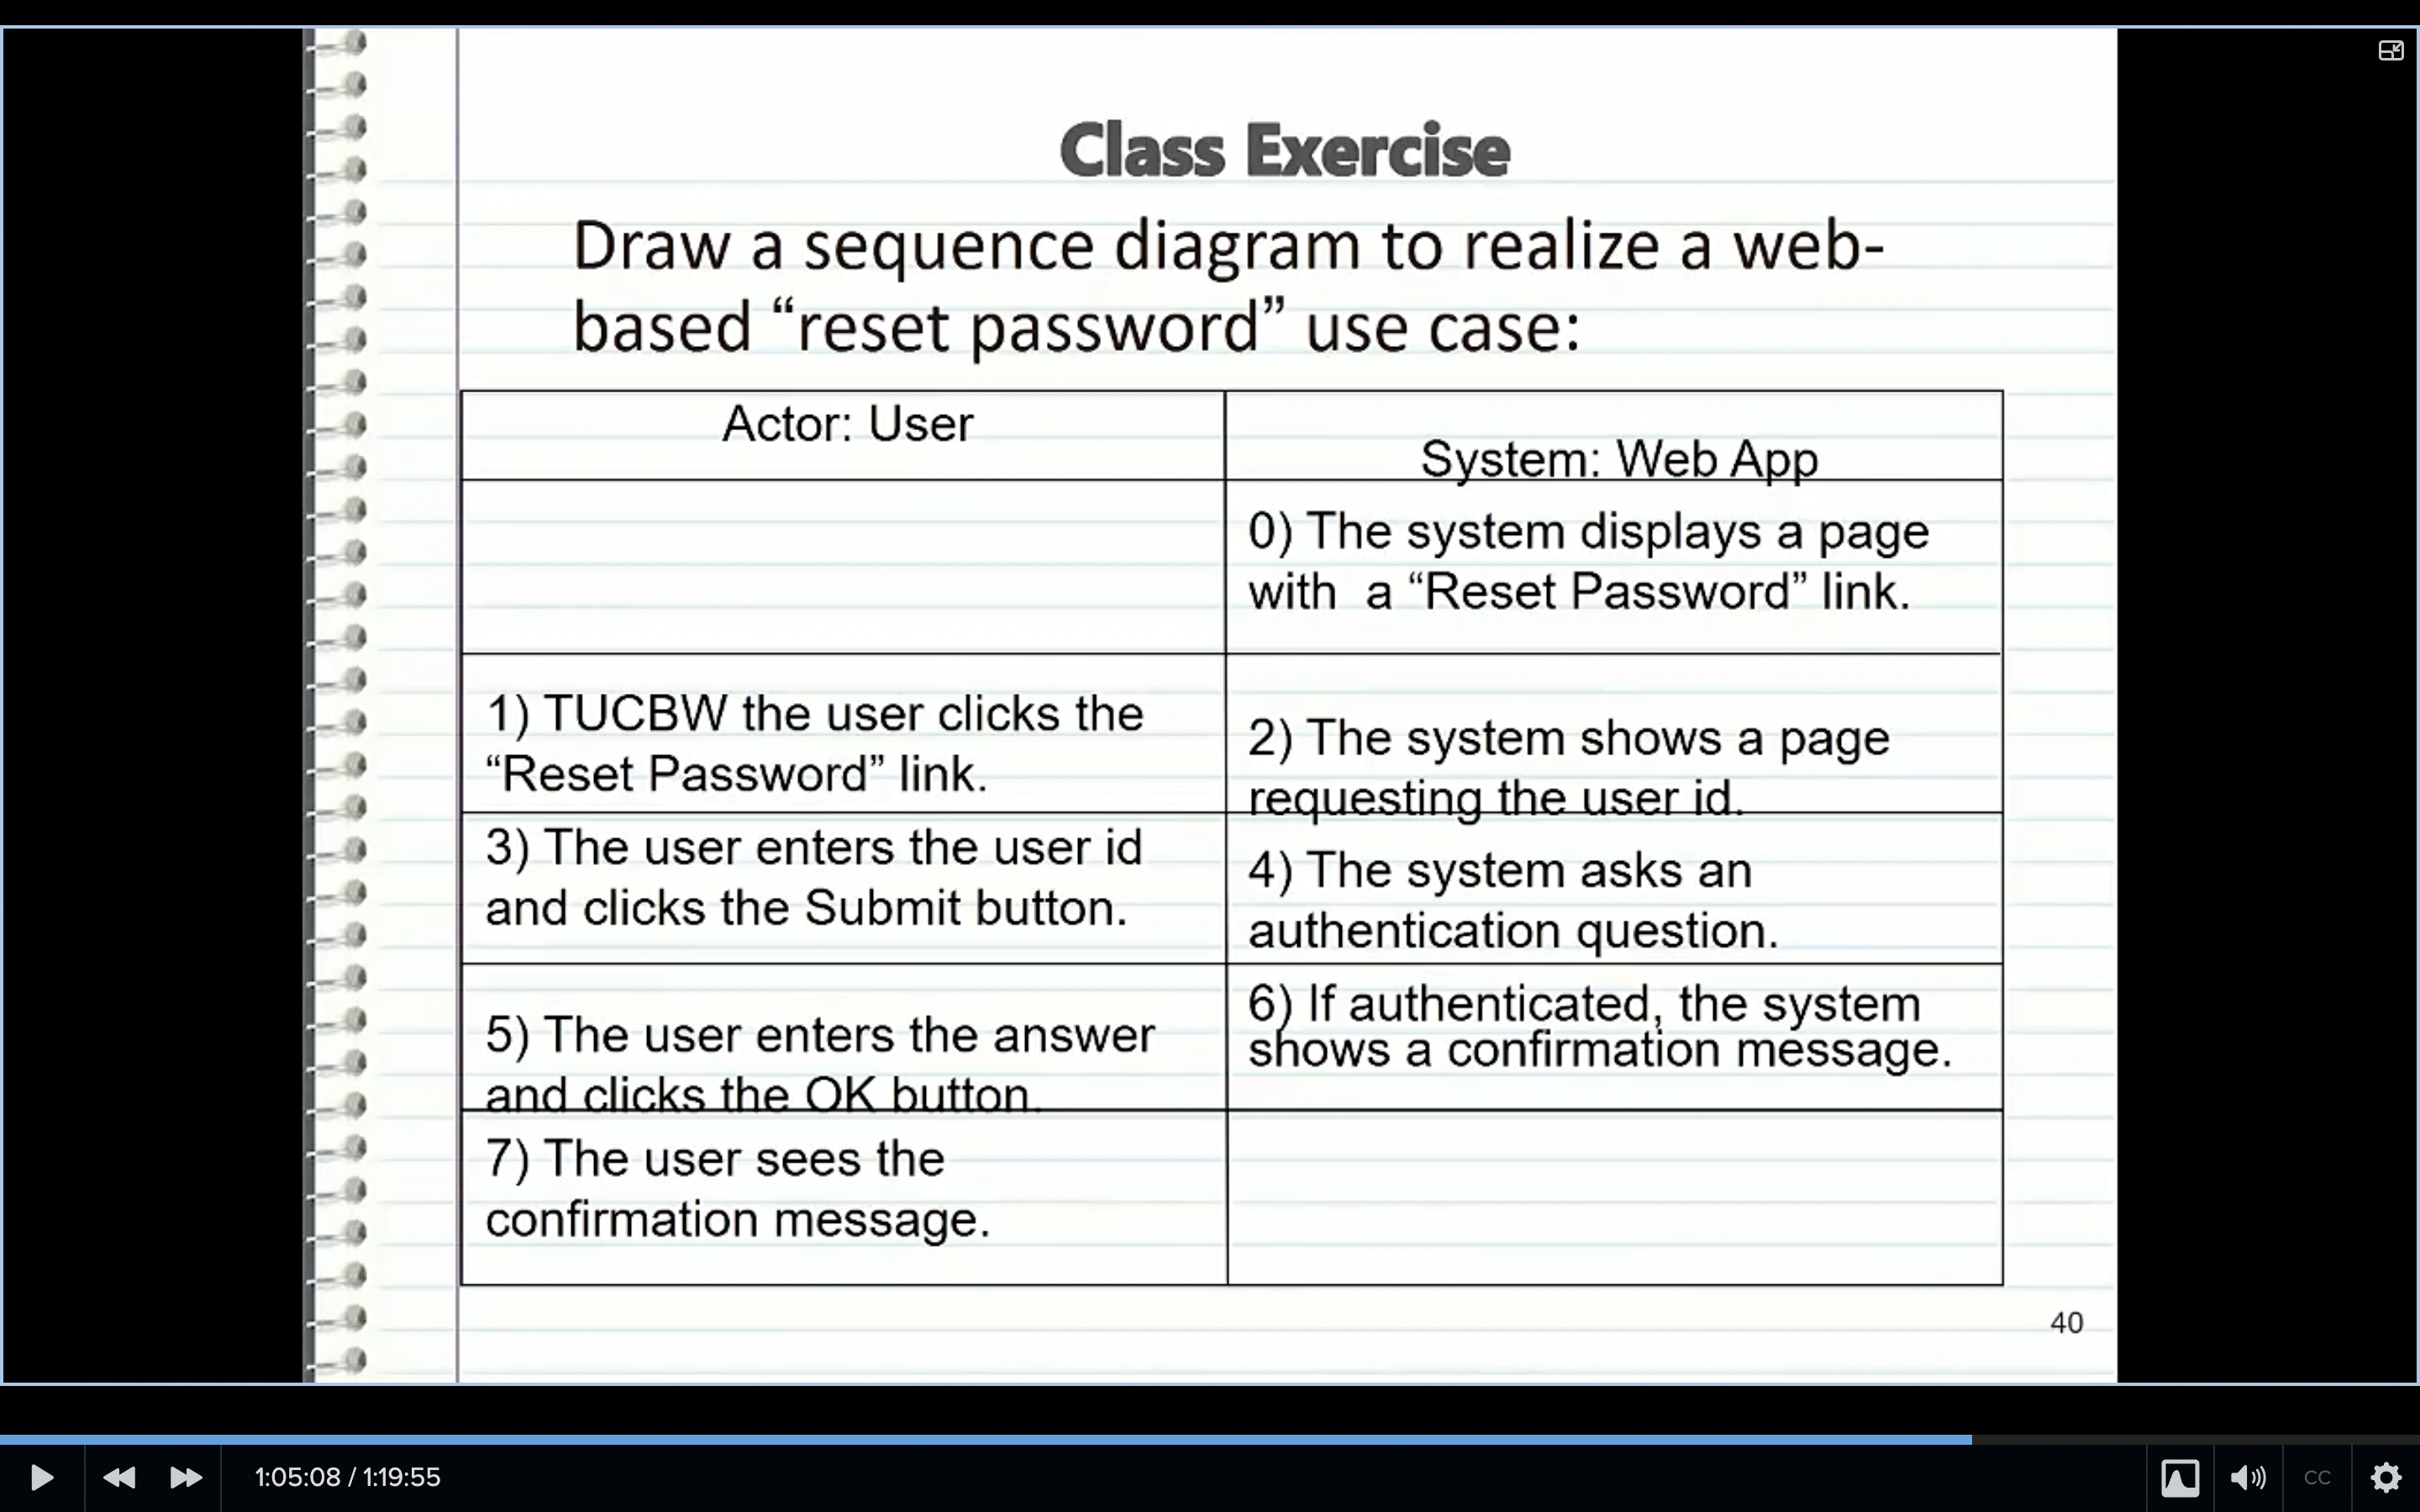 Class Exercise
Draw a sequence diagram to realize a web-
based “reset password” use case:
Actor: User
System: Web App
0) The system displays a page
with a “Reset Password” link.
1) TUCBW the user clicks the
“Reset Password” link.
2) The system shows a page
requesting the user id.
3) The user enters the user id
and clicks the Submit button.
4) The system asks an
authentication question.
5) The user enters the answer
and clicks the OK button.
6) If authenticated, the system
shows a confirmation message.
7) The user sees the
confirmation message.
40
1:05:08 / 1:19:55
CC